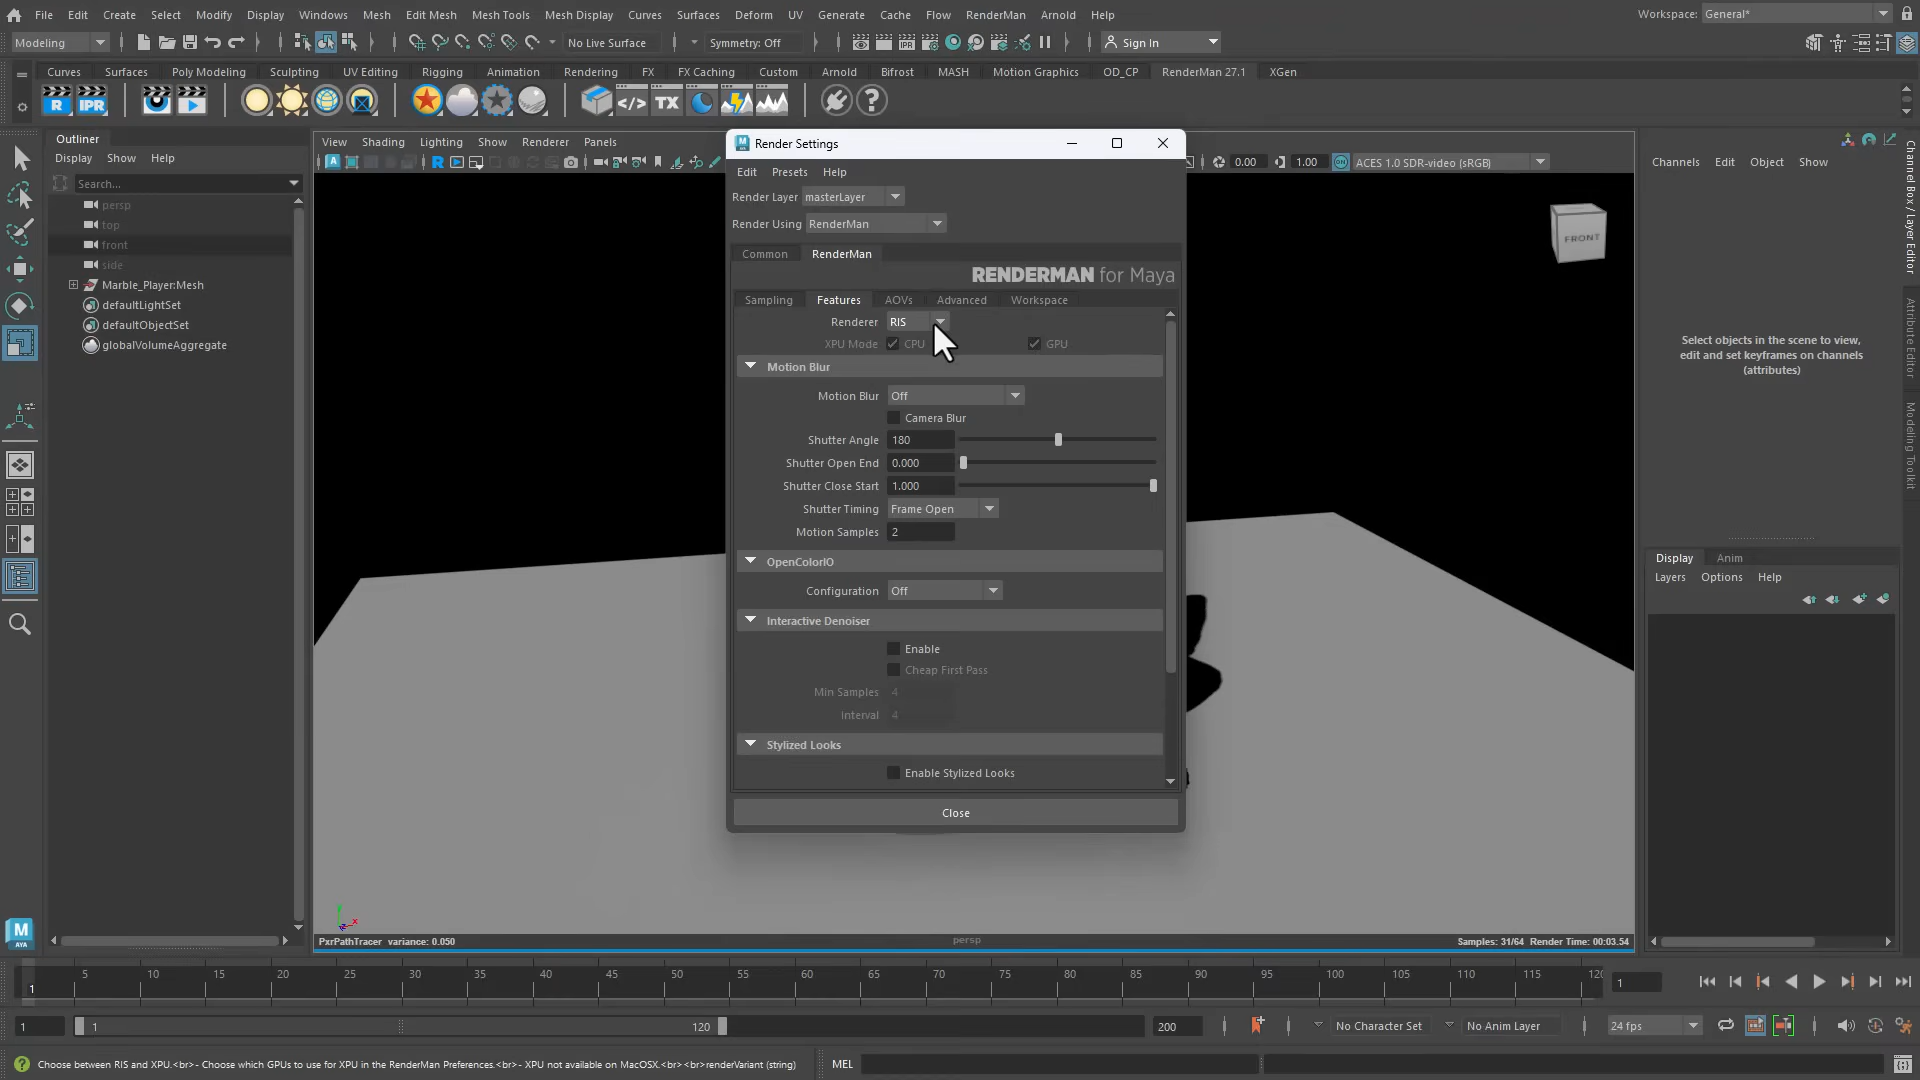 File Edit Create Select Modify Display Windows Mesh Edit Mesh Mesh Tools Mesh Display Curves Surfaces Deform UV Generate Cache Flow RenderMan Arnold Help
Workspace: General*
Modeling
No Live Surface
Symmetry: Off
Sign In
Curves Surfaces Poly Modeling Sculpting UV Editing Rigging Animation Rendering FX FX Caching Custom Arnold Bifrost MASH Motion Graphics OD_CP RenderMan 27.1 XGen
R IPR TX
Outliner
Display Show Help
Search...
persp
top
front
side
Marble_Player:Mesh
defaultLightSet
defaultObjectSet
globalVolumeAggregate
View Shading Lighting Show Renderer Panels
0.00
1.00
ACES 1.0 SDR-video (sRGB)
FRONT
Render Settings
Edit Presets Help
Render Layer masterLayer
Render Using RenderMan
Common RenderMan
RENDERMAN for Maya
Sampling Features AOVs Advanced Workspace
Renderer RIS
XPU Mode CPU GPU
Motion Blur
Motion Blur Off
Camera Blur
Shutter Angle 180
Shutter Open End 0.000
Shutter Close Start 1.000
Shutter Timing Frame Open
Motion Samples 2
OpenColorIO
Configuration Off
Interactive Denoiser
Enable
Cheap First Pass
Min Samples 4
Interval 4
Stylized Looks
Enable Stylized Looks
Close
Channels Edit Object Show
Select objects in the scene to view,
edit and set keyframes on channels
(attributes)
Channel Box / Layer Editor
Attribute Editor
Modeling Toolkit
Display Anim
Layers Options Help
PxrPathTracer variance: 0.050
persp
Samples: 31/64 Render Time: 00:03.54
5 10 15 20 25 30 35 40 45 50 55 60 65 70 75 80 85 90 95 100 105 110 115 120
1
1
1
1
120
200
No Character Set
No Anim Layer
24 fps
Choose between RIS and XPU.<br>- Choose which GPUs to use for XPU in the RenderMan Preferences.<br>- XPU not available on MacOSX.<br><br>renderVariant (string)
MEL